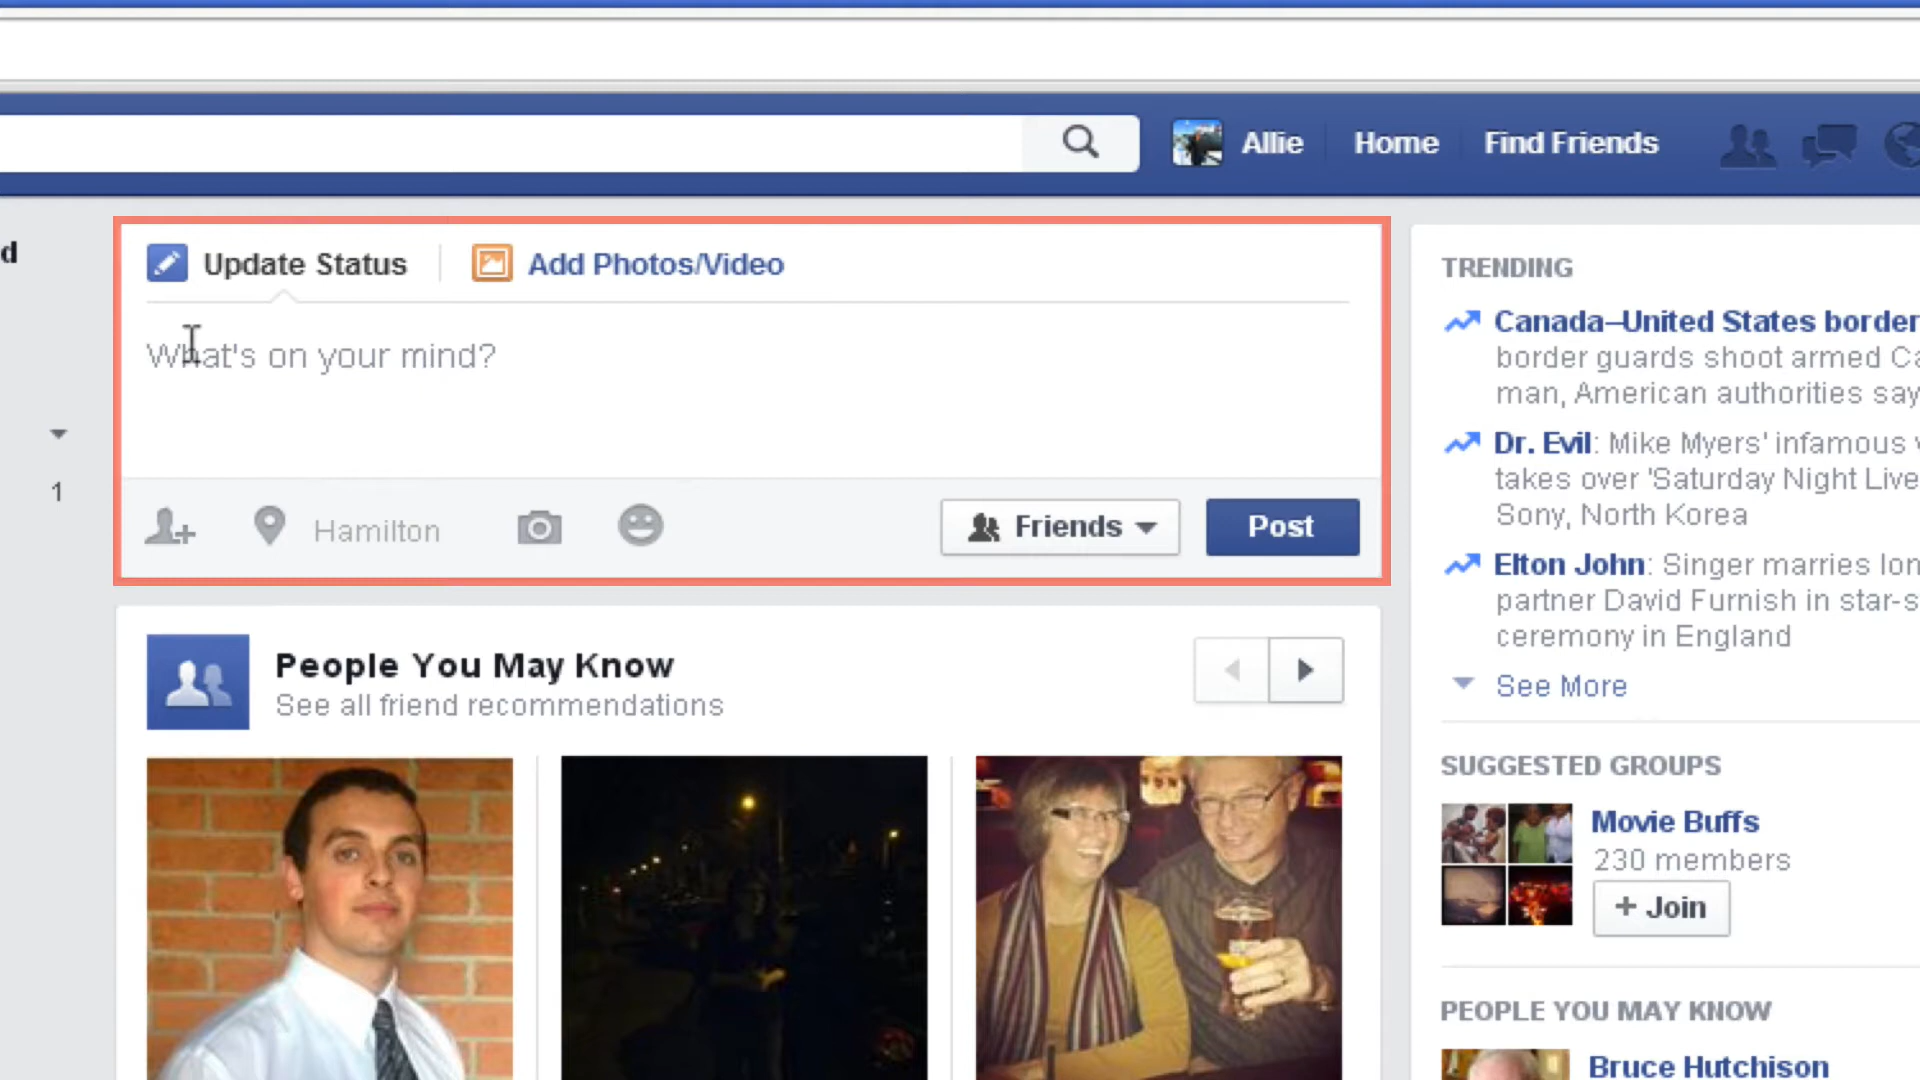 Allie Home Find Friends
d
Update Status Add Photos/Video
What's on your mind?
1
Hamilton Friends Post
People You May Know
See all friend recommendations
TRENDING
Canada–United States border
border guards shoot armed Ca
man, American authorities say
Dr. Evil: Mike Myers' infamous v
takes over 'Saturday Night Live
Sony, North Korea
Elton John: Singer marries lon
partner David Furnish in star-s
ceremony in England
See More
SUGGESTED GROUPS
Movie Buffs
230 members
+ Join
PEOPLE YOU MAY KNOW
Bruce Hutchison